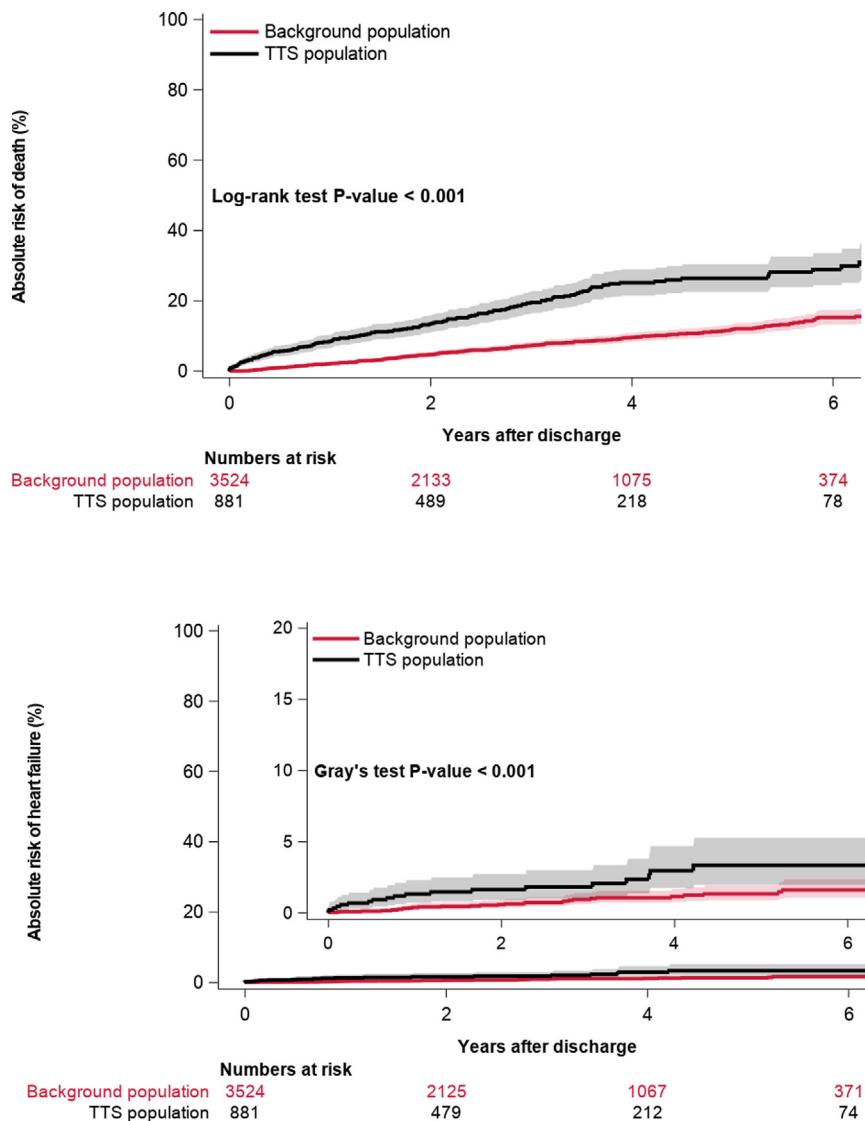 100
Background population
TTS population
80
60
Log-rank test P-value < 0.001
40
20
0
Absolute risk of death (%)
0 2 4 6
Years after discharge
Numbers at risk
Background population 3524 2133 1075 374
TTS population 881 489 218 78
100
80
60
40
20
0
Absolute risk of heart failure (%)
20
Background population
TTS population
15
10
Gray's test P-value < 0.001
5
0
0 2 4 6
0 2 4 6
Years after discharge
Numbers at risk
Background population 3524 2125 1067 371
TTS population 881 479 212 74